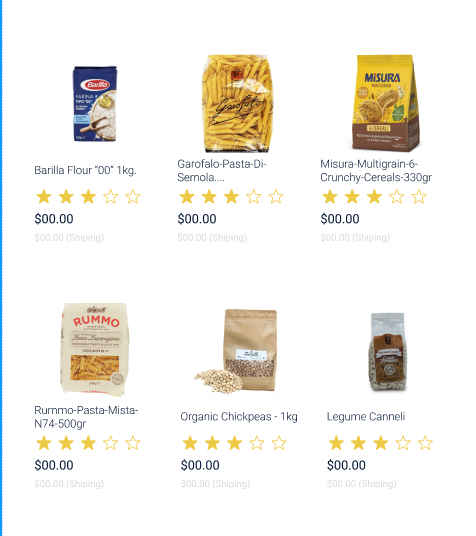 Barilla
FARINA
TIPO "00"
Garofalo
MISURA
MULTIGRAIN
6 CEREALI
Barilla Flour “00” 1kg.
Garofalo-Pasta-Di-
Semola....
Misura-Multigrain-6-
Crunchy-Cereals-330gr
$00.00
$00.00
$00.00
$00.00 (Shiping)
$00.00 (Shiping)
$00.00 (Shiping)
RUMMO
Rummo-Pasta-Mista-
N74-500gr
Organic Chickpeas - 1kg
Legume Canneli
$00.00
$00.00
$00.00
$00.00 (Shiping)
$00.00 (Shiping)
$00.00 (Shiping)